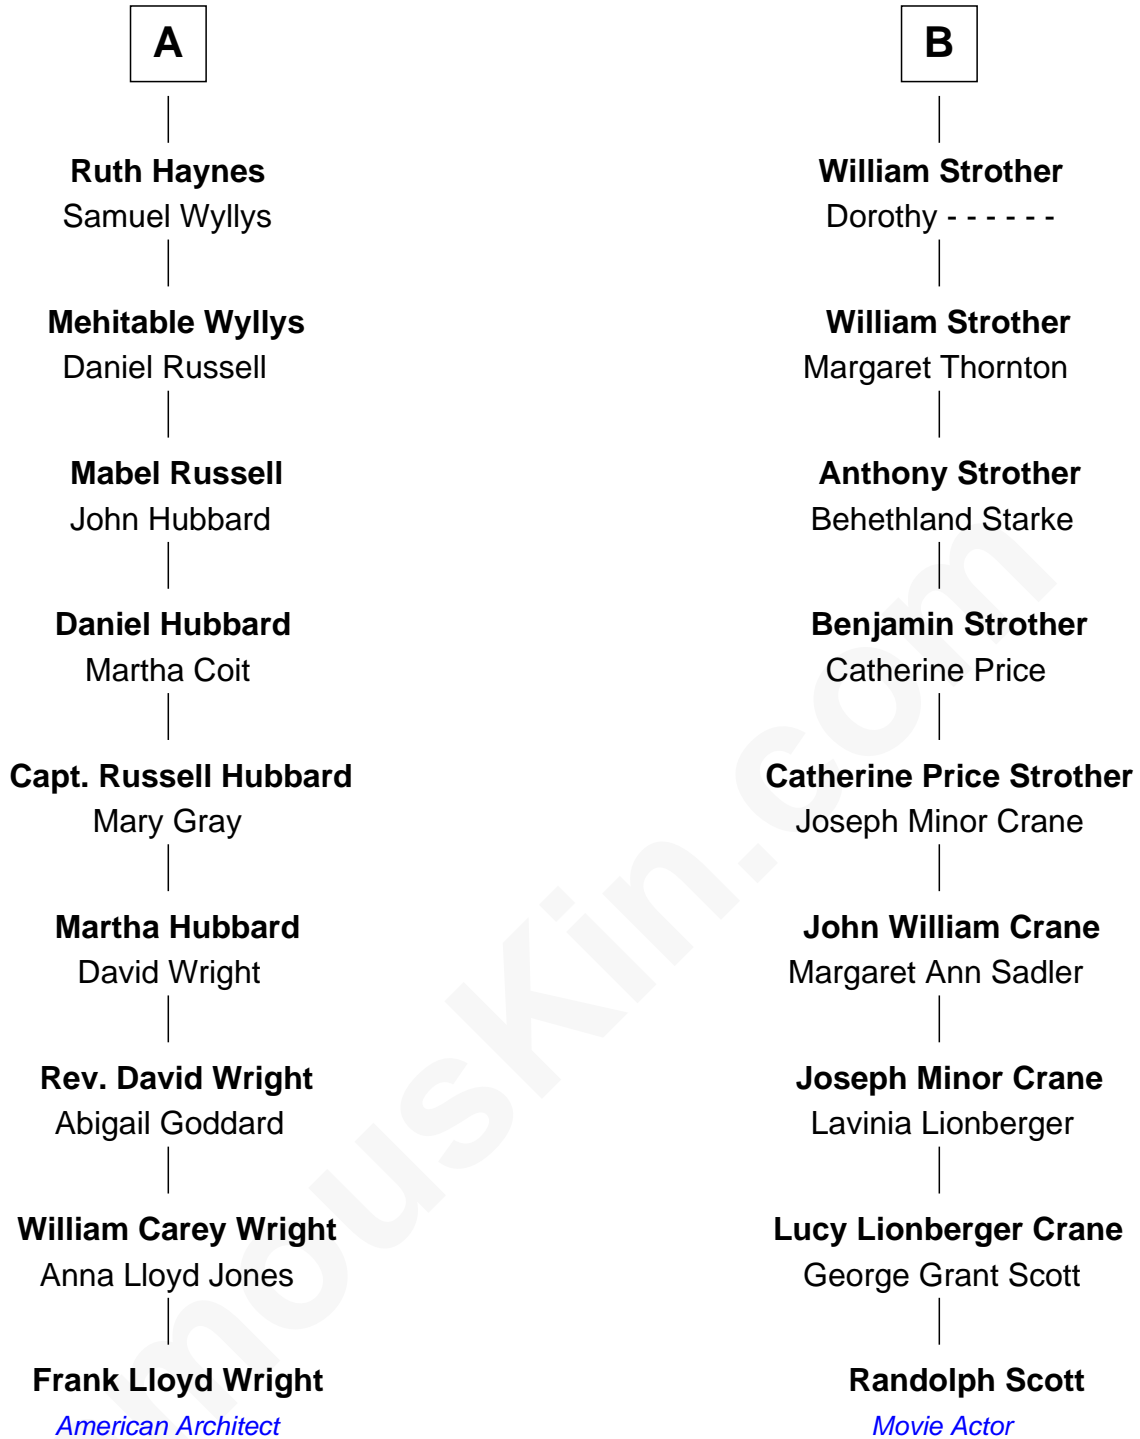 A
Ruth Haynes
Samuel Wyllys
Mehitable Wyllys
Daniel Russell
Mabel Russell
John Hubbard
Daniel Hubbard
Martha Coit
Capt. Russell Hubbard
Mary Gray
Martha Hubbard
David Wright
Rev. David Wright
Abigail Goddard
William Carey Wright
Anna Lloyd Jones
Frank Lloyd Wright
American Architect
B
William Strother
Dorothy - - - - - -
William Strother
Margaret Thornton
Anthony Strother
Behethland Starke
Benjamin Strother
Catherine Price
Catherine Price Strother
Joseph Minor Crane
John William Crane
Margaret Ann Sadler
Joseph Minor Crane
Lavinia Lionberger
Lucy Lionberger Crane
George Grant Scott
Randolph Scott
Movie Actor
mousKin.com